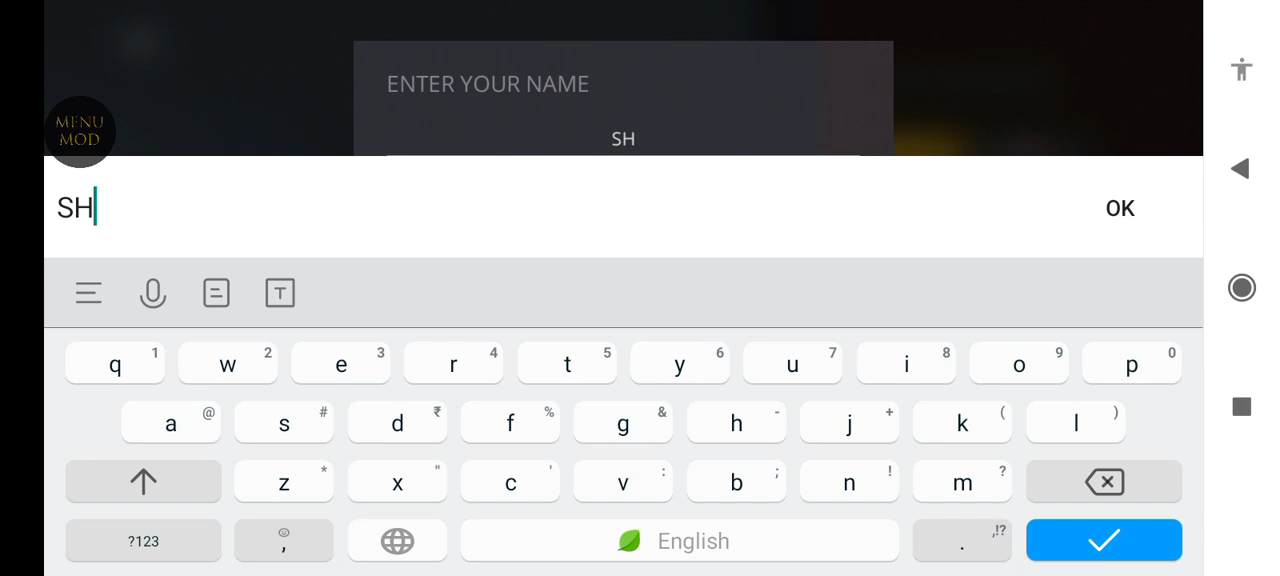 ENTER YOUR NAME
MENU
MOD
SH
SH
OK
q 1 w 2 e 3 r 4 t 5 y 6 u 7 i 8 o 9 p 0
a @ s # d ₹ f % g & h - j + k ( l )
z * x " c ' v : b ; n ! m ?
?123 , English . ,!?